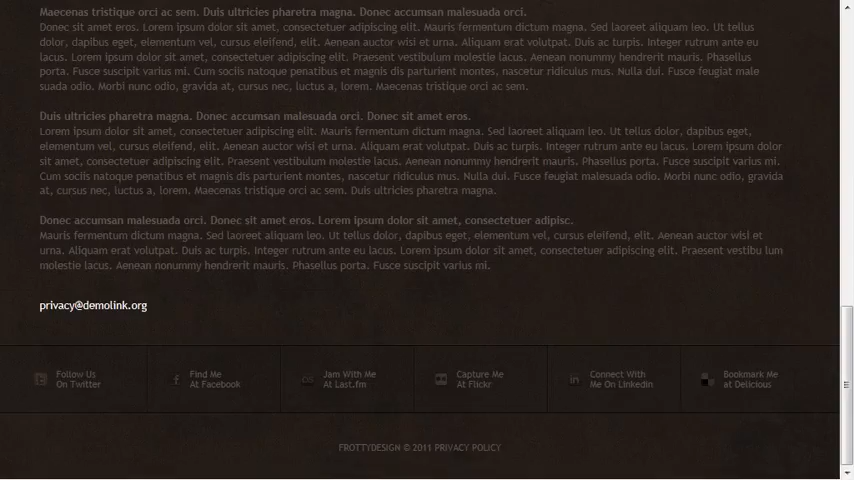 Maecenas tristique orci ac sem. Duis ultricies pharetra magna. Donec accumsan malesuada orci.
Donec sit amet eros. Lorem ipsum dolor sit amet, consectetuer adipiscing elit. Mauris fermentum dictum magna. Sed laoreet aliquam leo. Ut tellus
dolor, dapibus eget, elementum vel, cursus eleifend, elit. Aenean auctor wisi et urna. Aliquam erat volutpat. Duis ac turpis. Integer rutrum ante eu
lacus. Lorem ipsum dolor sit amet, consectetuer adipiscing elit. Praesent vestibulum molestie lacus. Aenean nonummy hendrerit mauris. Phasellus
porta. Fusce suscipit varius mi. Cum sociis natoque penatibus et magnis dis parturient montes, nascetur ridiculus mus. Nulla dui. Fusce feugiat male
suada odio. Morbi nunc odio, gravida at, cursus nec, luctus a, lorem. Maecenas tristique orci ac sem.
Duis ultricies pharetra magna. Donec accumsan malesuada orci. Donec sit amet eros.
Lorem ipsum dolor sit amet, consectetuer adipiscing elit. Mauris fermentum dictum magna. Sed laoreet aliquam leo. Ut tellus dolor, dapibus eget,
elementum vel, cursus eleifend, elit. Aenean auctor wisi et urna. Aliquam erat volutpat. Duis ac turpis. Integer rutrum ante eu lacus. Lorem ipsum dolor
sit amet, consectetuer adipiscing elit. Praesent vestibulum molestie lacus. Aenean nonummy hendrerit mauris. Phasellus porta. Fusce suscipit varius mi.
Cum sociis natoque penatibus et magnis dis parturient montes, nascetur ridiculus mus. Nulla dui. Fusce feugiat malesuada odio. Morbi nunc odio, gravida
at, cursus nec, luctus a, lorem. Maecenas tristique orci ac sem. Duis ultricies pharetra magna.
Donec accumsan malesuada orci. Donec sit amet eros. Lorem ipsum dolor sit amet, consectetuer adipisc.
Mauris fermentum dictum magna. Sed laoreet aliquam leo. Ut tellus dolor, dapibus eget, elementum vel, cursus eleifend, elit. Aenean auctor wisi et
urna. Aliquam erat volutpat. Duis ac turpis. Integer rutrum ante eu lacus. Lorem ipsum dolor sit amet, consectetuer adipiscing elit. Praesent vestibu lum
molestie lacus. Aenean nonummy hendrerit mauris. Phasellus porta. Fusce suscipit varius mi.
privacy@demolink.org
Follow Us
On Twitter
Find Me
At Facebook
Jam With Me
At Last.fm
Capture Me
At Flickr
Connect With
Me On Linkedin
Bookmark Me
at Delicious
FROTTYDESIGN © 2011 PRIVACY POLICY